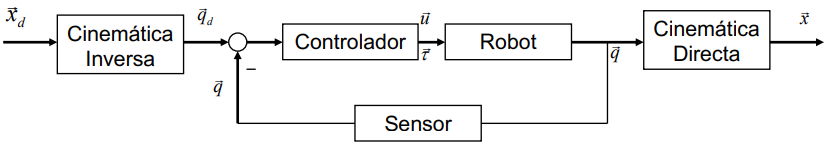 x⃗_d
Cinemática
Inversa
q⃗_d
q⃗
−
Controlador
u⃗
τ⃗
Robot
q⃗
Cinemática
Directa
x⃗
Sensor